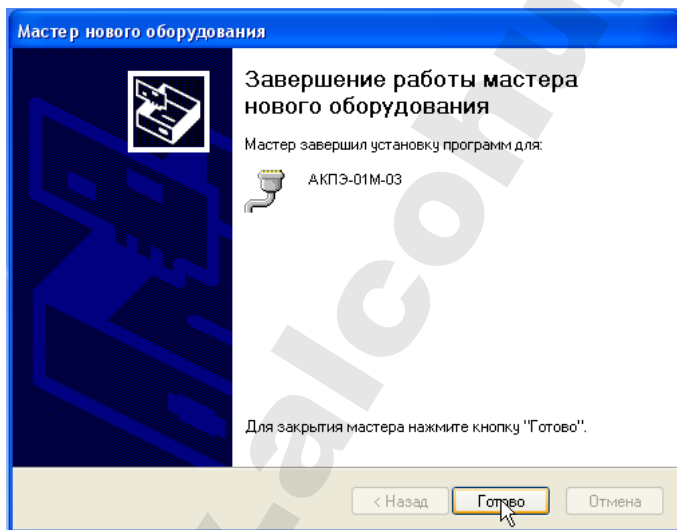 Мастер нового оборудования
Завершение работы мастера
нового оборудования
Мастер завершил установку программ для:
АКПЭ-01М-03
Для закрытия мастера нажмите кнопку "Готово".
< Назад Готово Отмена